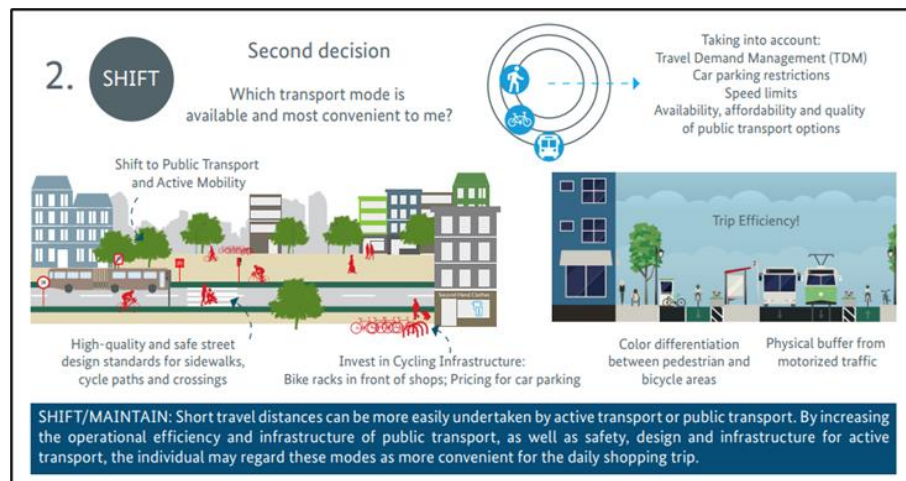 2.
SHIFT
Second decision
Which transport mode is
available and most convenient to me?
Taking into account:
Travel Demand Management (TDM)
Car parking restrictions
Speed limits
Availability, affordability and quality
of public transport options
Shift to Public Transport
and Active Mobility
Second Hand Clothes
High-quality and safe street
design standards for sidewalks,
cycle paths and crossings
Invest in Cycling Infrastructure:
Bike racks in front of shops; Pricing for car parking
Trip Efficiency!
Color differentiation
between pedestrian and
bicycle areas
Physical buffer from
motorized traffic
SHIFT/MAINTAIN: Short travel distances can be more easily undertaken by active transport or public transport. By increasing
the operational efficiency and infrastructure of public transport, as well as safety, design and infrastructure for active
transport, the individual may regard these modes as more convenient for the daily shopping trip.